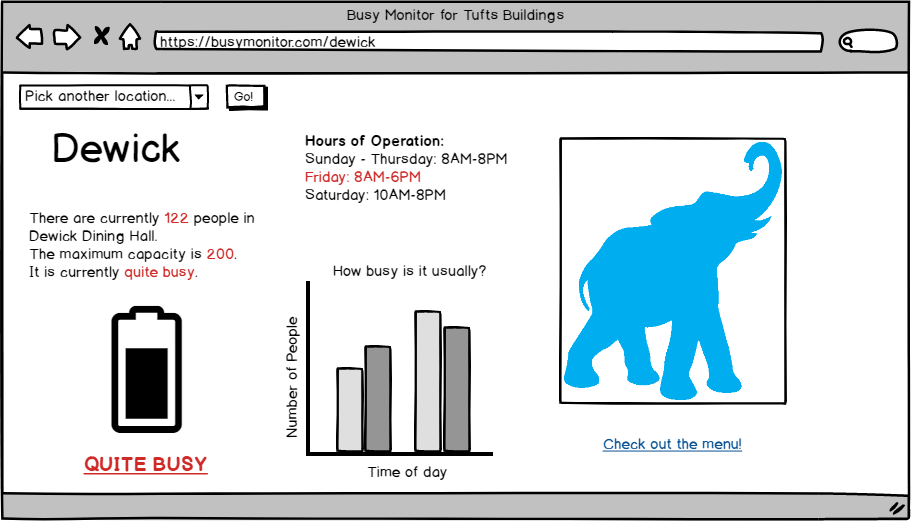 Busy Monitor for Tufts Buildings
https://busymonitor.com/dewick
Pick another location...
Go!
Dewick
There are currently 122 people in
Dewick Dining Hall.
The maximum capacity is 200.
It is currently quite busy.
QUITE BUSY
Hours of Operation:
Sunday - Thursday: 8AM-8PM
Friday: 8AM-6PM
Saturday: 10AM-8PM
How busy is it usually?
Number of People
Time of day
Check out the menu!